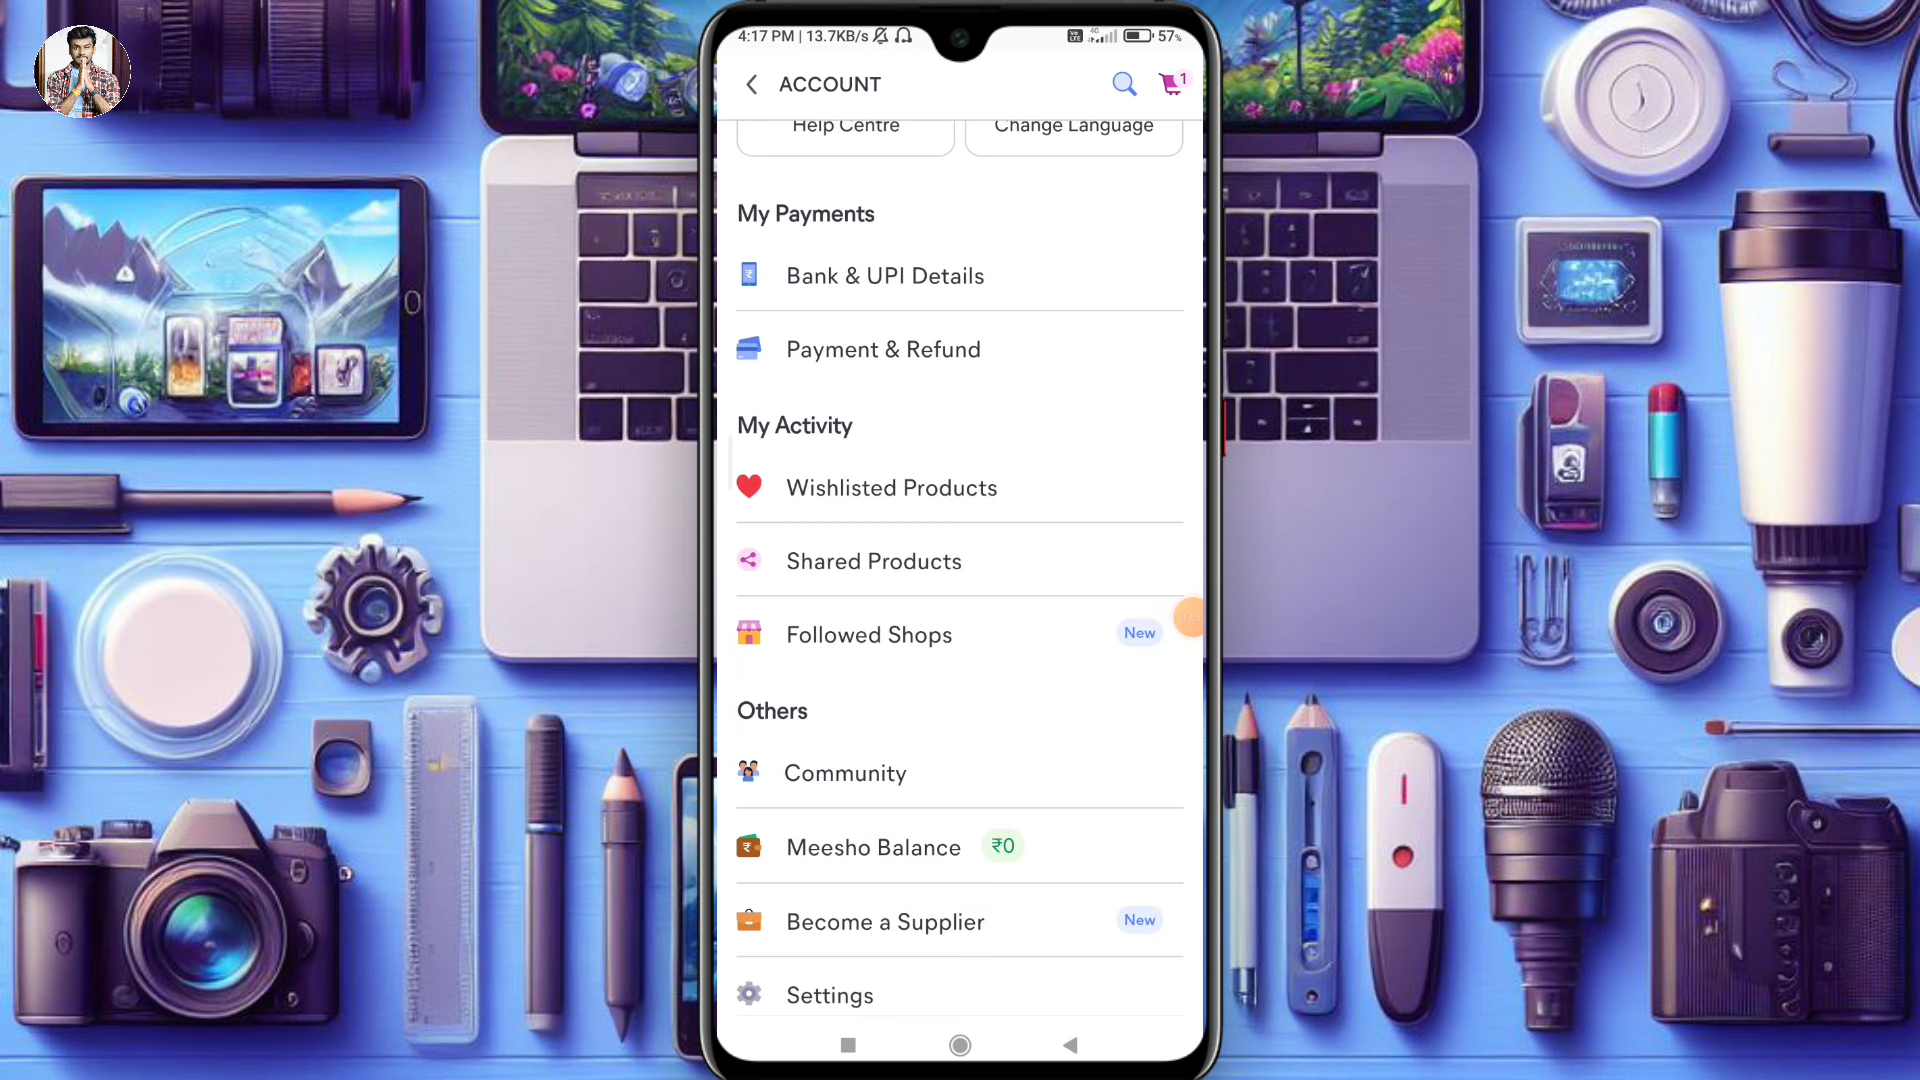 4:17 PM | 13.7KB/s
4G
57%
ACCOUNT
1
Help Centre
Change Language
My Payments
Bank & UPI Details
Payment & Refund
My Activity
Wishlisted Products
Shared Products
Followed Shops
New
Others
Community
Meesho Balance
₹0
Become a Supplier
New
Settings